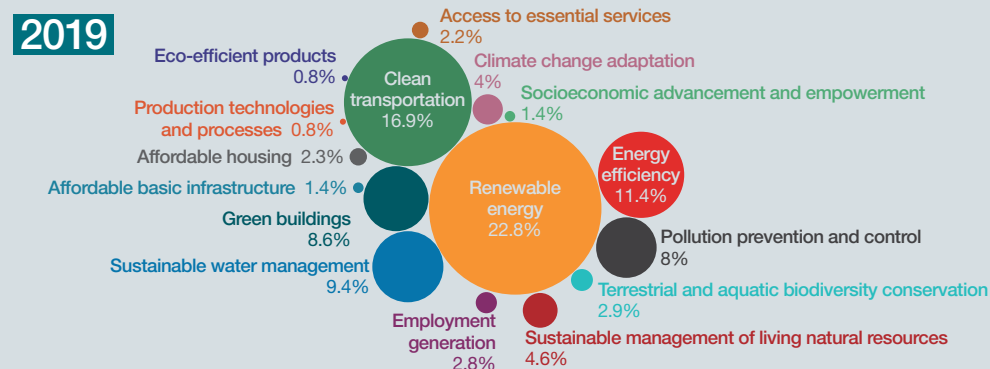 2019
Access to essential services
2.2%
Eco-efficient products
0.8%
Clean
transportation
16.9%
Climate change adaptation
4%
Socioeconomic advancement and empowerment
1.4%
Production technologies
and processes 0.8%
Affordable housing 2.3%
Energy
efficiency
11.4%
Affordable basic infrastructure 1.4%
Renewable
energy
22.8%
Green buildings
8.6%
Pollution prevention and control
8%
Sustainable water management
9.4%
Terrestrial and aquatic biodiversity conservation
2.9%
Employment
generation
2.8%
Sustainable management of living natural resources
4.6%